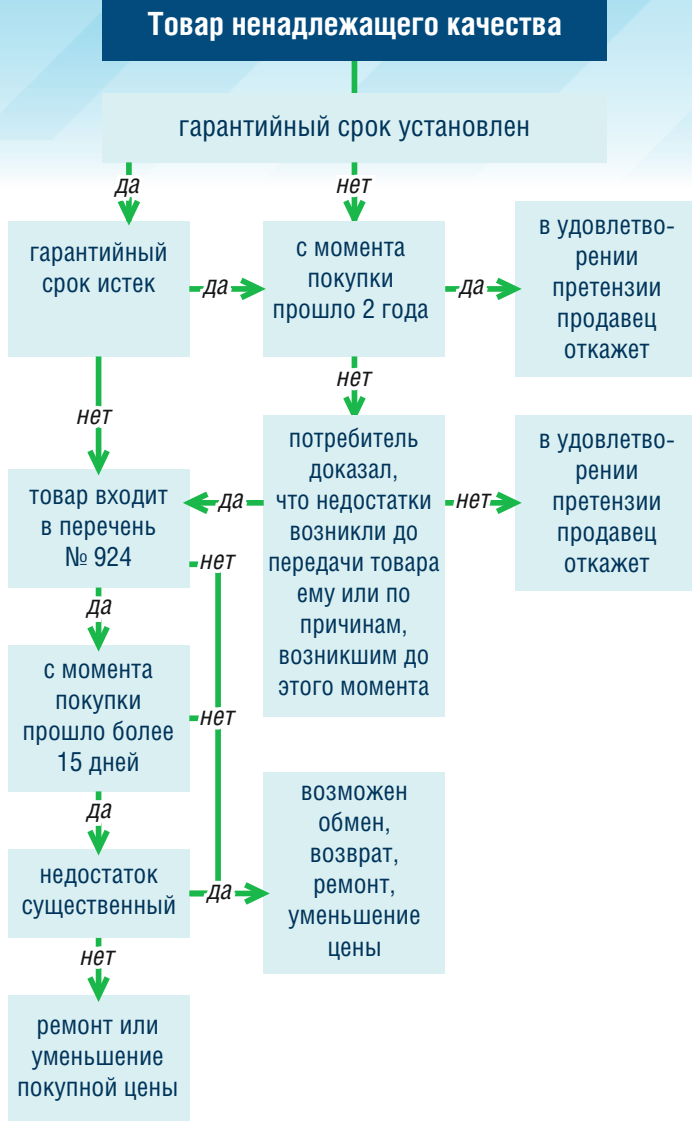 Товар ненадлежащего качества
гарантийный срок установлен
да
нет
гарантийный
срок истек
да
с момента
покупки
прошло 2 года
да
в удовлетво-
рении
претензии
продавец
откажет
нет
нет
товар входит
в перечень
№ 924
да
потребитель
доказал,
что недостатки
возникли до
передачи товара
ему или по
причинам,
возникшим до
этого момента
нет
в удовлетво-
рении
претензии
продавец
откажет
нет
да
с момента
покупки
прошло более
15 дней
нет
да
недостаток
существенный
да
возможен
обмен,
возврат,
ремонт,
уменьшение
цены
нет
ремонт или
уменьшение
покупной цены